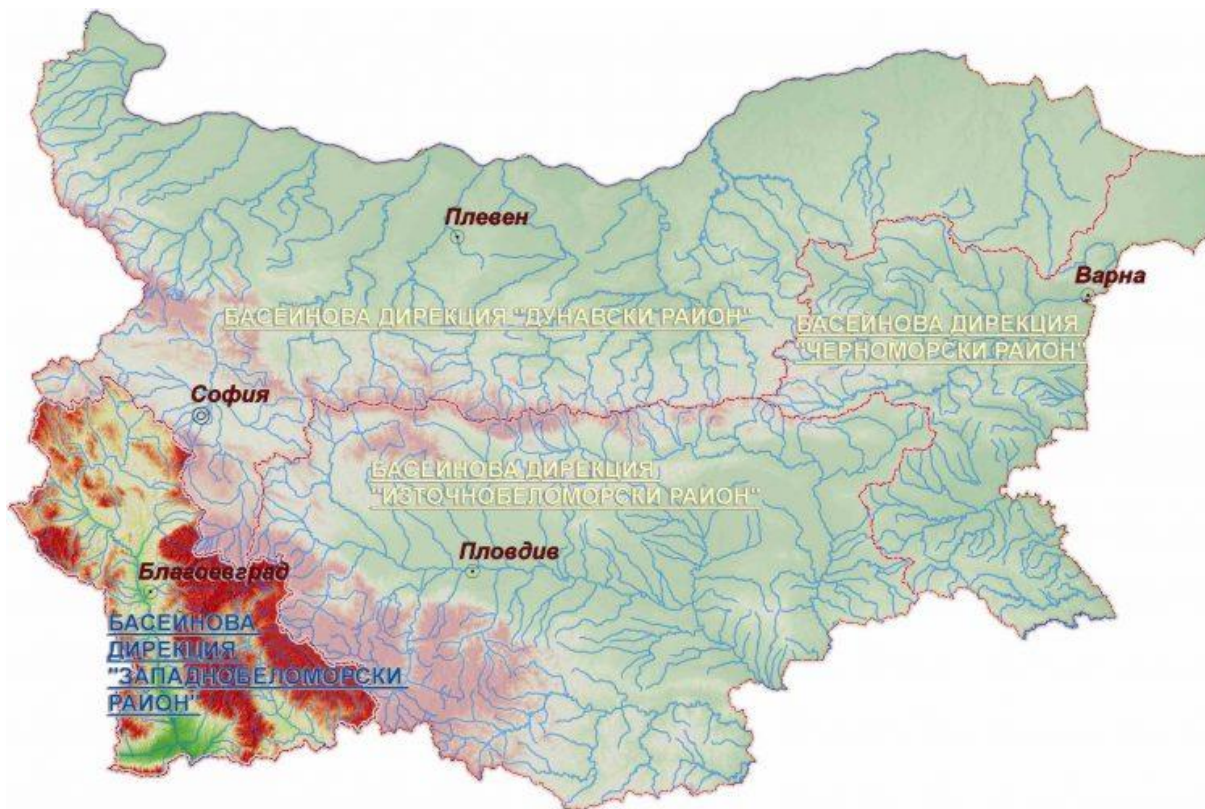 Плевен
Варна
БАСЕЙНОВА ДИРЕКЦИЯ "ДУНАВСКИ РАЙОН"
БАСЕЙНОВА ДИРЕКЦИЯ
"ЧЕРНОМОРСКИ РАЙОН"
София
БАСЕЙНОВА ДИРЕКЦИЯ
"ИЗТОЧНОБЕЛОМОРСКИ РАЙОН"
Пловдив
Благоевград
БАСЕЙНОВА
ДИРЕКЦИЯ
"ЗАПАДНОБЕЛОМОРСКИ
РАЙОН"